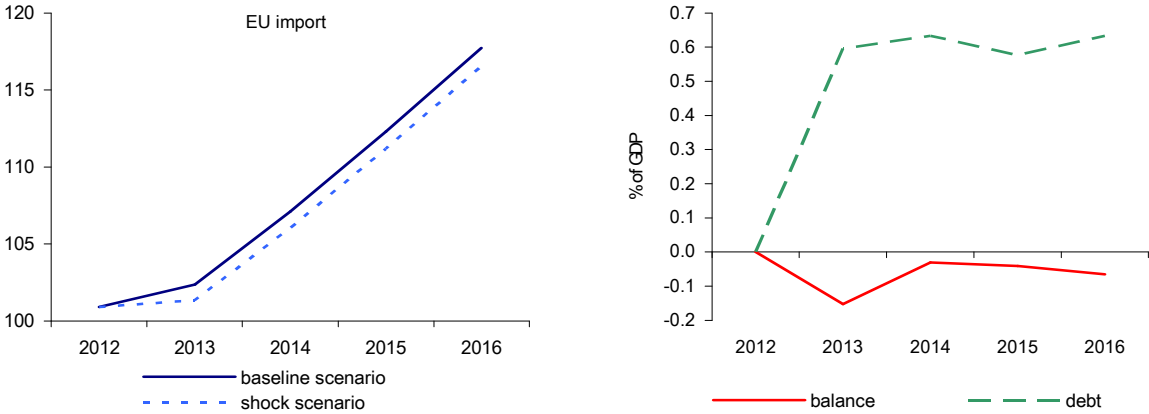 EU import
120
115
110
105
100
2012 2013 2014 2015 2016
baseline scenario
shock scenario
% of GDP
0.7
0.6
0.5
0.4
0.3
0.2
0.1
0.0
-0.1
-0.2
2012 2013 2014 2015 2016
balance debt